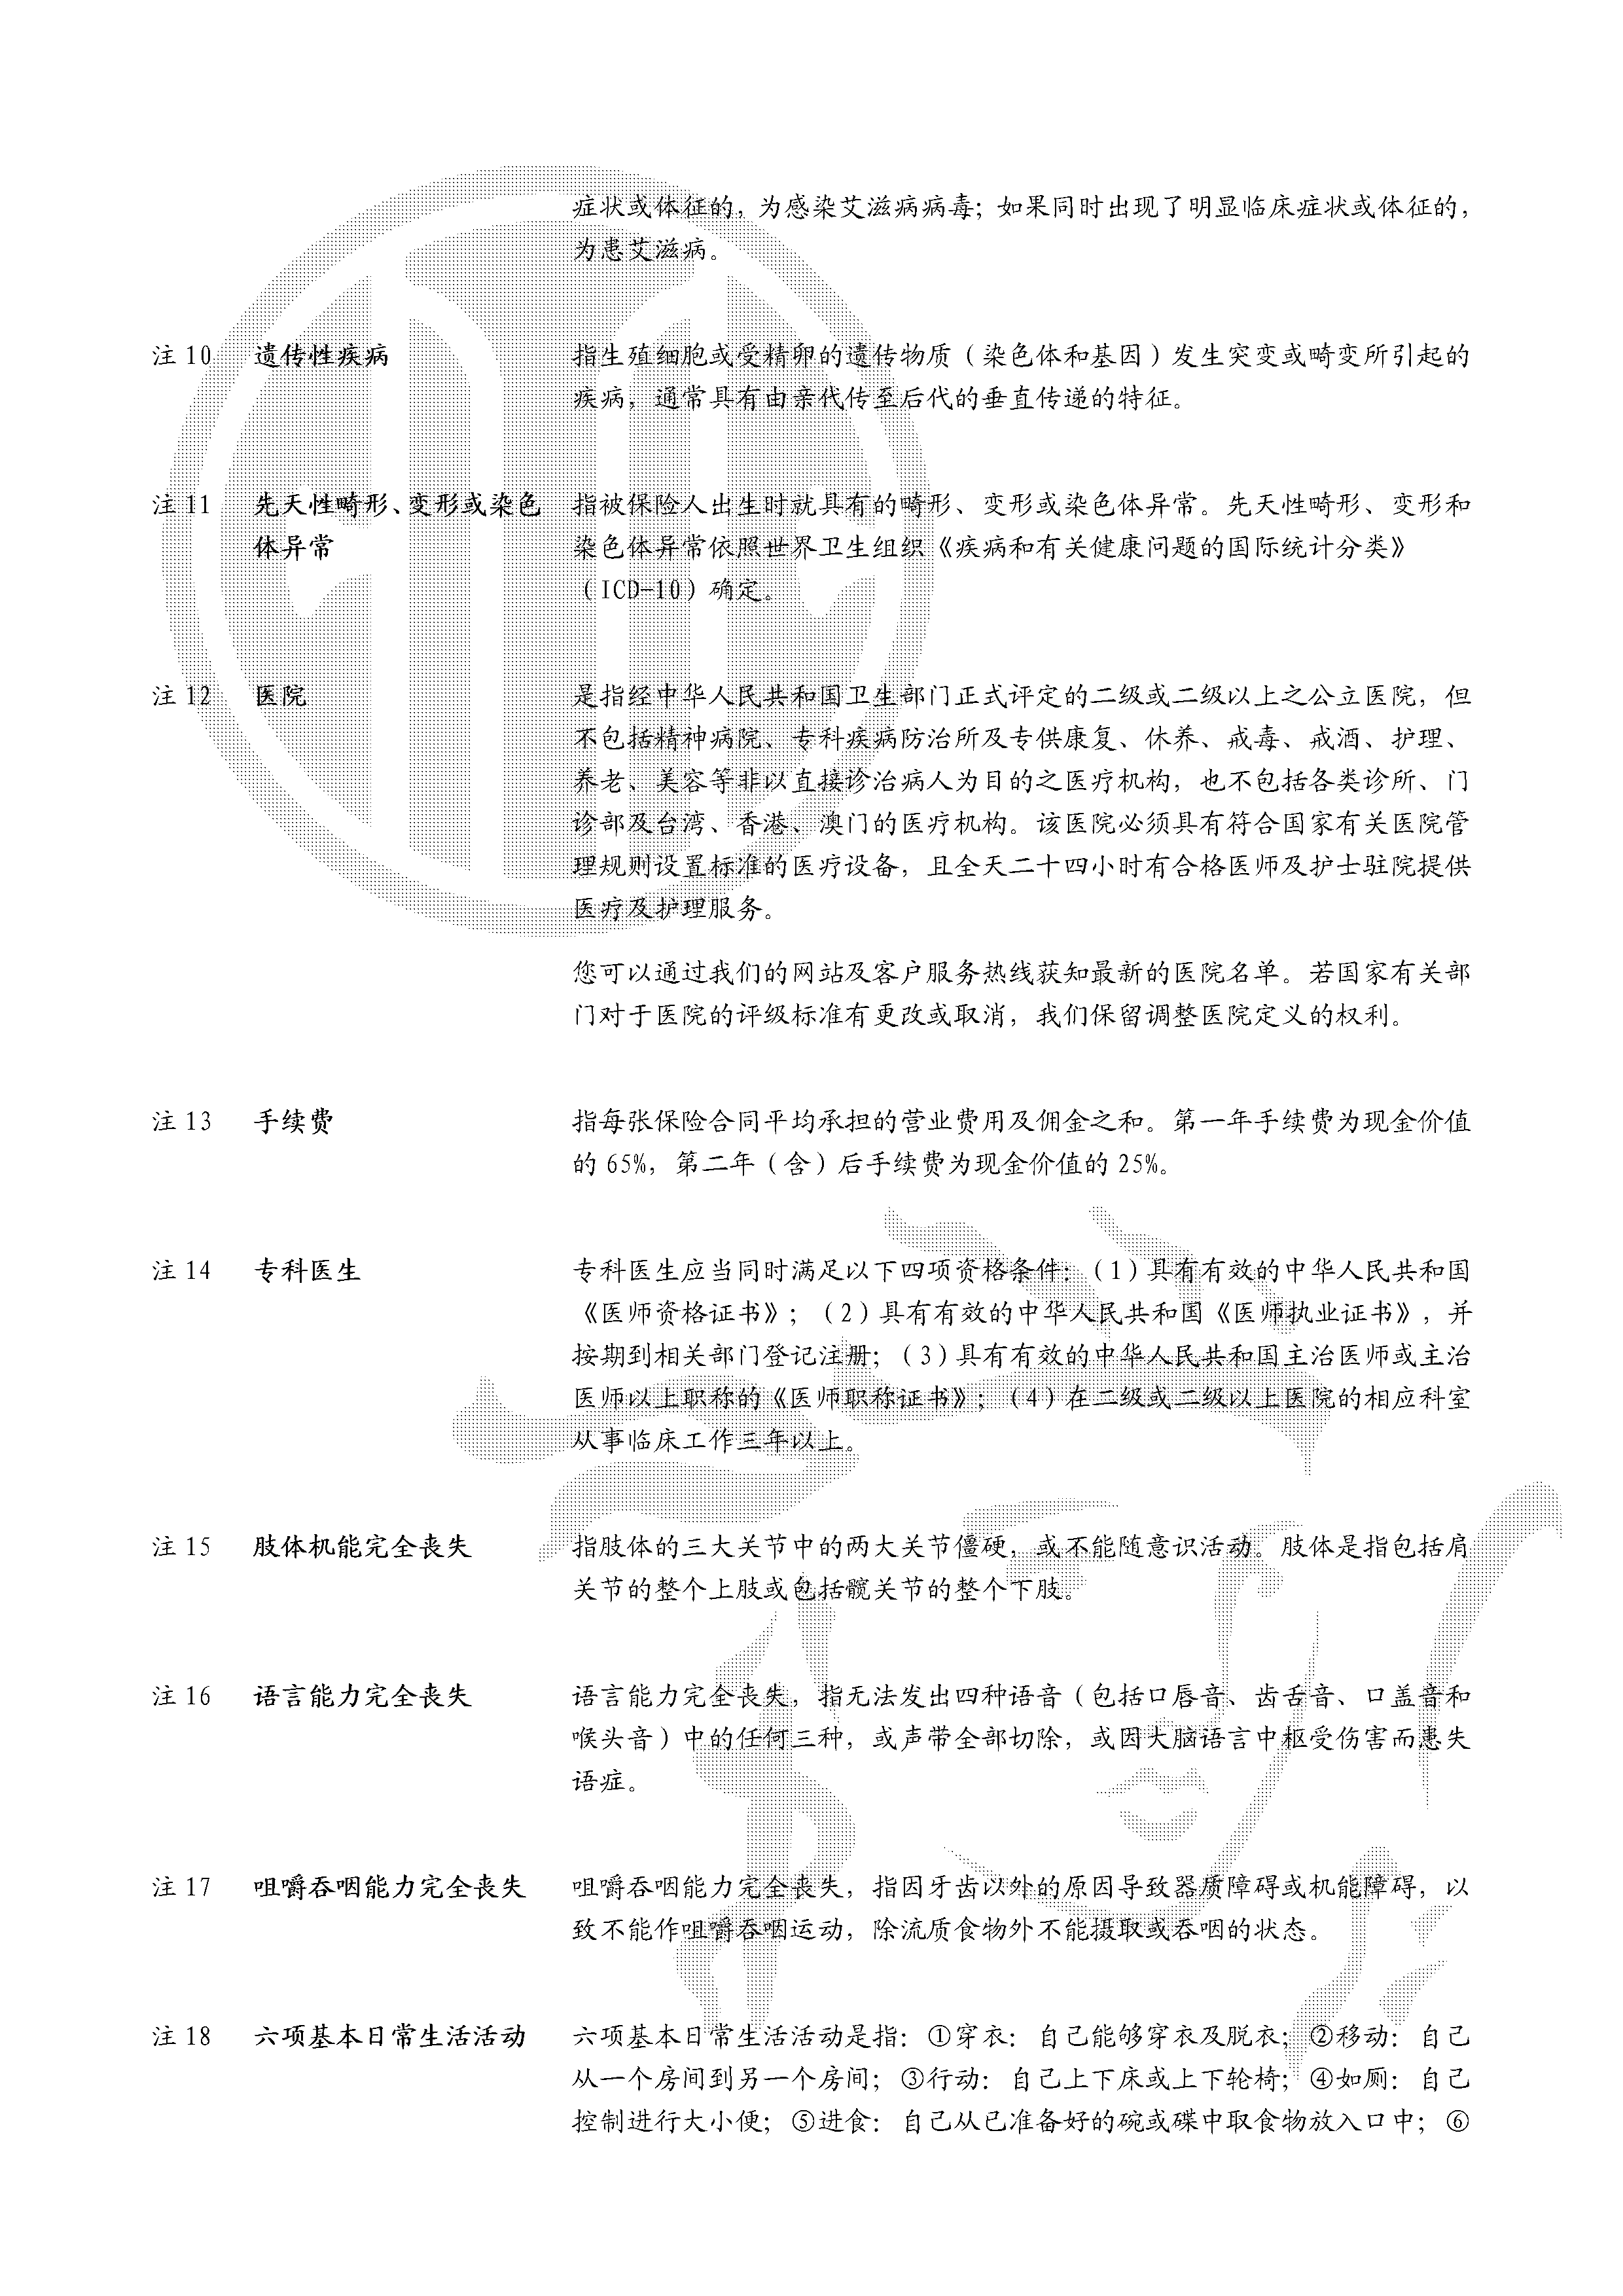 症状或体征的，为感染艾滋病病毒；如果同时出现了明显临床症状或体征的，
为患艾滋病。
注 10 遗传性疾病 指生殖细胞或受精卵的遗传物质（染色体和基因）发生突变或畸变所引起的
疾病，通常具有由亲代传至后代的垂直传递的特征。
注 11 先天性畸形、变形或染色 指被保险人出生时就具有的畸形、变形或染色体异常。先天性畸形、变形和
体异常 染色体异常依照世界卫生组织《疾病和有关健康问题的国际统计分类》
（ICD-10）确定。
注 12 医院 是指经中华人民共和国卫生部门正式评定的二级或二级以上之公立医院，但
不包括精神病院、专科疾病防治所及专供康复、休养、戒毒、戒酒、护理、
养老、美容等非以直接诊治病人为目的之医疗机构，也不包括各类诊所、门
诊部及台湾、香港、澳门的医疗机构。该医院必须具有符合国家有关医院管
理规则设置标准的医疗设备，且全天二十四小时有合格医师及护士驻院提供
医疗及护理服务。
您可以通过我们的网站及客户服务热线获知最新的医院名单。若国家有关部
门对于医院的评级标准有更改或取消，我们保留调整医院定义的权利。
注 13 手续费 指每张保险合同平均承担的营业费用及佣金之和。第一年手续费为现金价值
的 65%，第二年（含）后手续费为现金价值的 25%。
注 14 专科医生 专科医生应当同时满足以下四项资格条件：（1）具有有效的中华人民共和国
《医师资格证书》；（2）具有有效的中华人民共和国《医师执业证书》，并
按期到相关部门登记注册；（3）具有有效的中华人民共和国主治医师或主治
医师以上职称的《医师职称证书》；（4）在二级或二级以上医院的相应科室
从事临床工作三年以上。
注 15 肢体机能完全丧失 指肢体的三大关节中的两大关节僵硬，或不能随意识活动。肢体是指包括肩
关节的整个上肢或包括髋关节的整个下肢。
注 16 语言能力完全丧失 语言能力完全丧失，指无法发出四种语音（包括口唇音、齿舌音、口盖音和
喉头音）中的任何三种，或声带全部切除，或因大脑语言中枢受伤害而患失
语症。
注 17 咀嚼吞咽能力完全丧失 咀嚼吞咽能力完全丧失，指因牙齿以外的原因导致器质障碍或机能障碍，以
致不能作咀嚼吞咽运动，除流质食物外不能摄取或吞咽的状态。
注 18 六项基本日常生活活动 六项基本日常生活活动是指：①穿衣：自己能够穿衣及脱衣；②移动：自己
从一个房间到另一个房间；③行动：自己上下床或上下轮椅；④如厕：自己
控制进行大小便；⑤进食：自己从已准备好的碗或碟中取食物放入口中；⑥